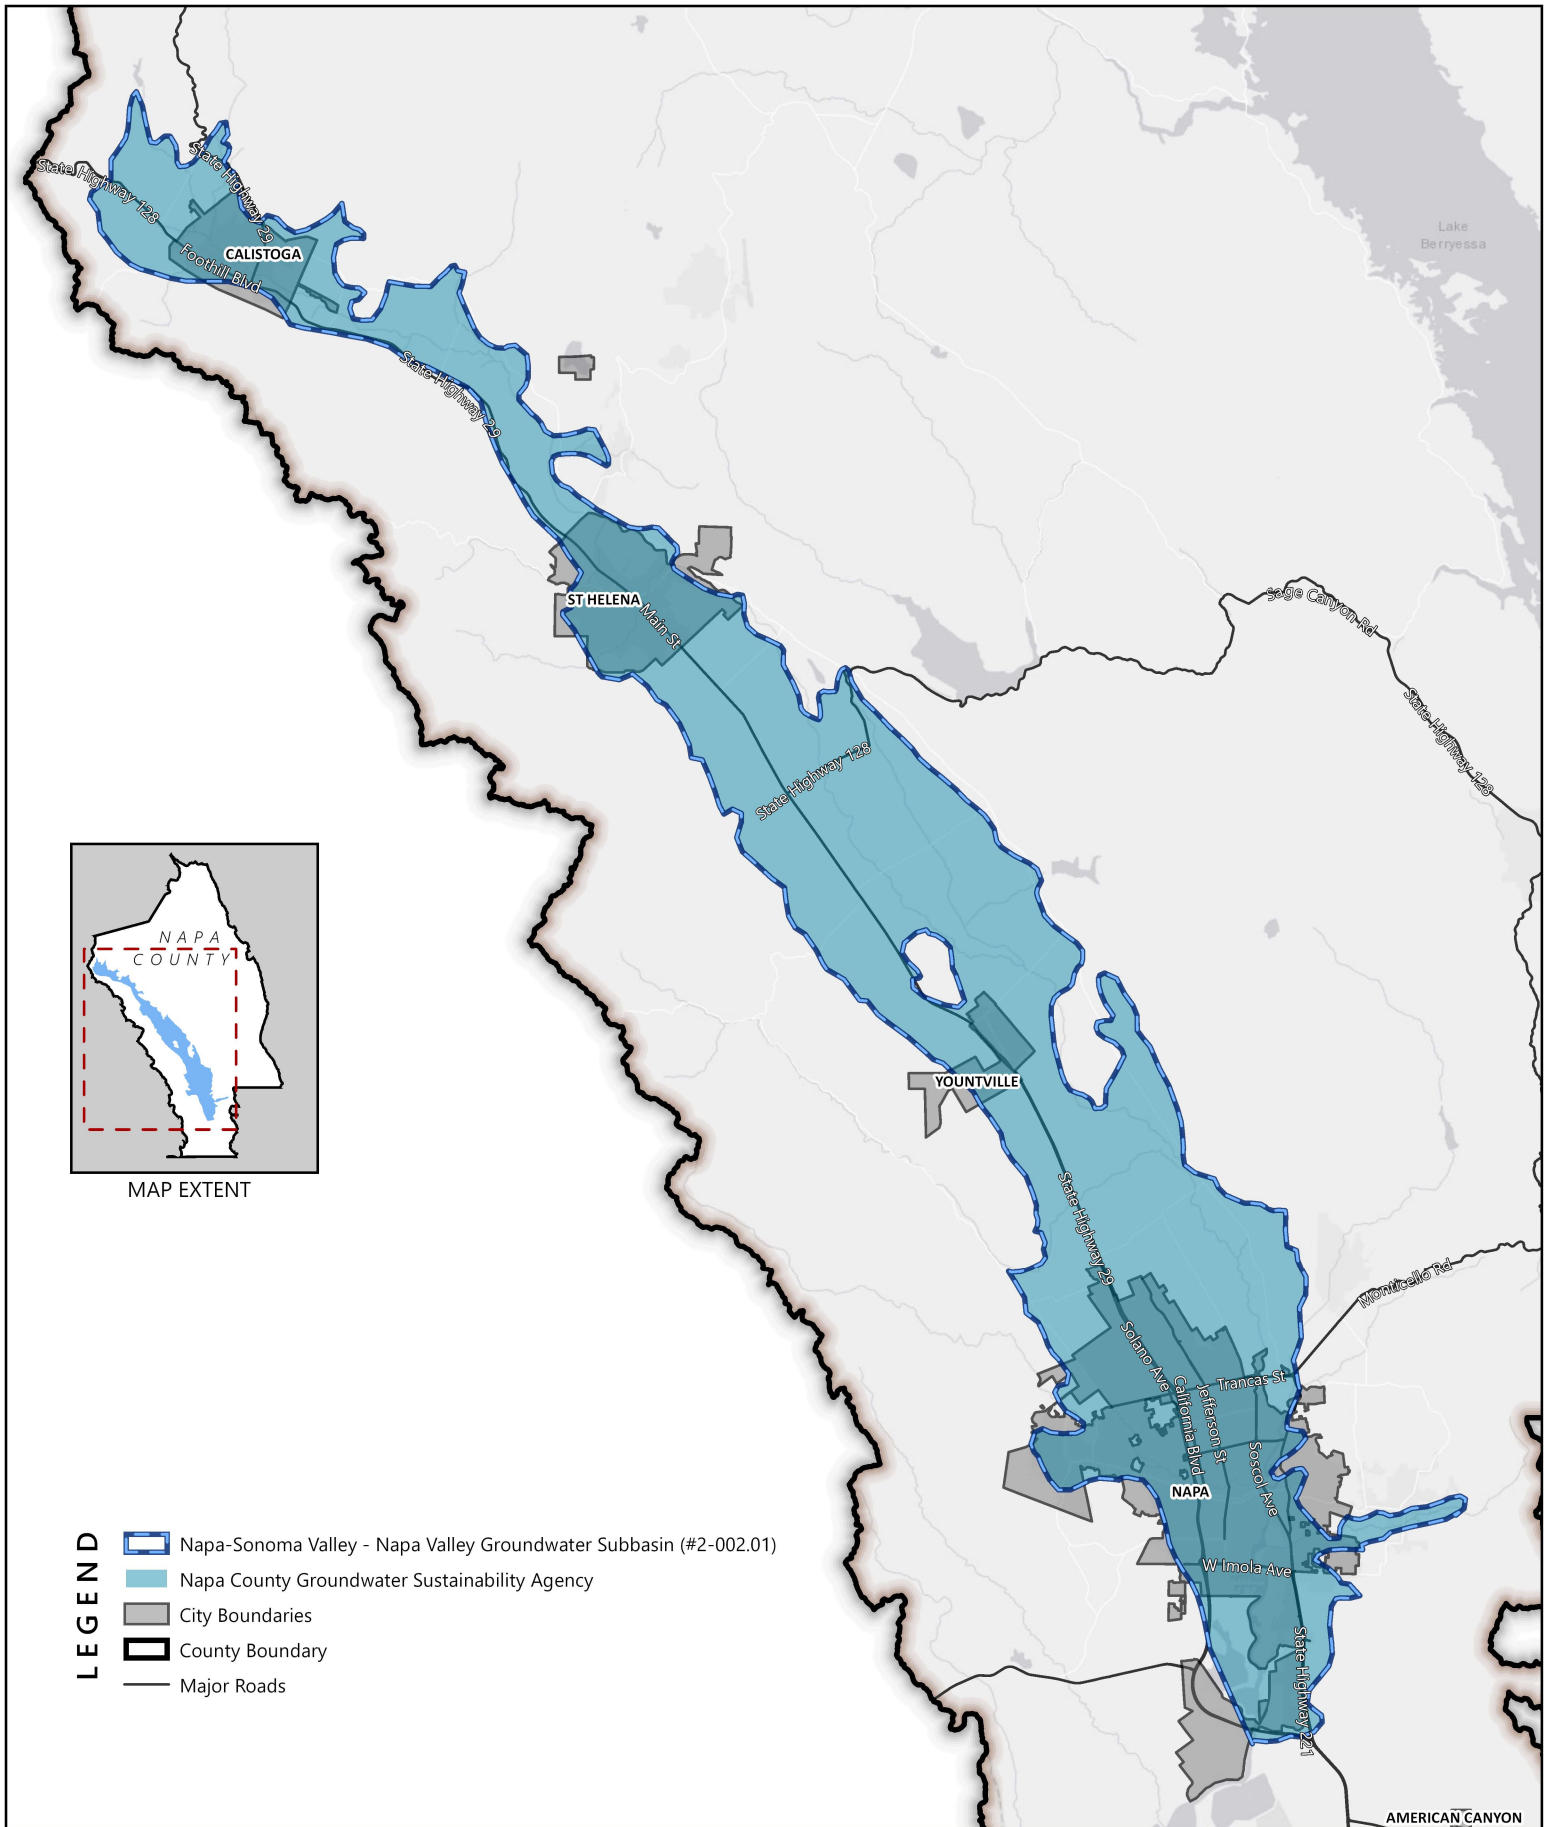 Lake
Berryessa
State Highway 128
State Highway 29
CALISTOGA
Foothill Blvd
State Highway 29
ST HELENA
Main St
Sage Canyon Rd
State Highway 128
State Highway 128
NAPA
COUNTY
MAP EXTENT
YOUNTVILLE
State Highway 29
Monticello Rd
Solano Ave
Trancas St
California Blvd
Jefferson St
Soscol Ave
NAPA
W Imola Ave
State Highway 221
AMERICAN CANYON
LEGEND
Napa-Sonoma Valley - Napa Valley Groundwater Subbasin (#2-002.01)
Napa County Groundwater Sustainability Agency
City Boundaries
County Boundary
Major Roads